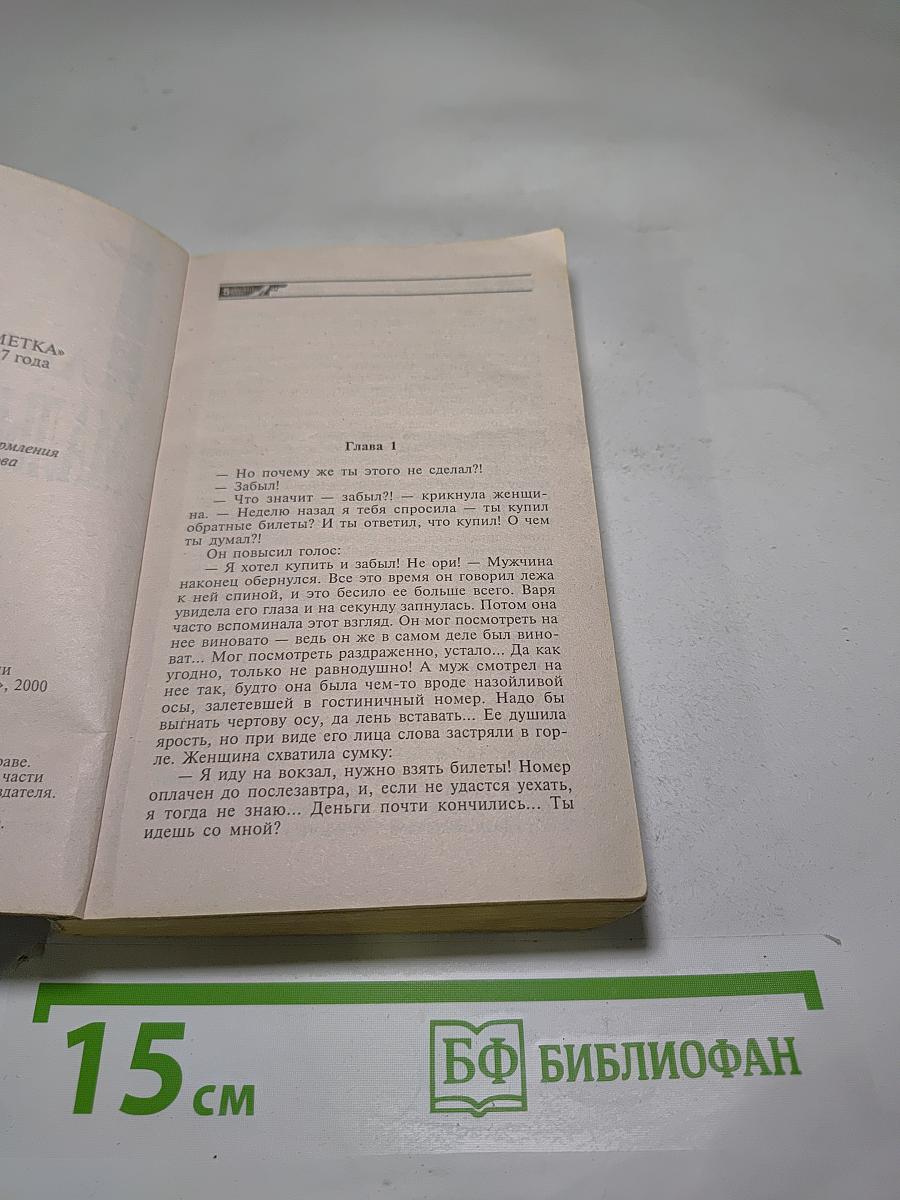 МЕТКА»
7 года
рмления
ова
и
», 2000
раве.
части
здателя.
Глава 1
— Но почему же ты этого не сделал?!
— Забыл!
— Что значит — забыл?! — крикнула женщи-
на. — Неделю назад я тебя спросила — ты купил
обратные билеты? И ты ответил, что купил! О чем
ты думал?!
Он повысил голос:
— Я хотел купить и забыл! Не ори! — Мужчина
наконец обернулся. Все это время он говорил лежа
к ней спиной, и это бесило ее больше всего. Варя
увидела его глаза и на секунду запнулась. Потом она
часто вспоминала этот взгляд. Он мог посмотреть на
нее виновато — ведь он же в самом деле был вино-
ват... Мог посмотреть раздраженно, устало... Да как
угодно, только не равнодушно! А муж смотрел на
нее так, будто она была чем-то вроде назойливой
осы, залетевшей в гостиничный номер. Надо бы
выгнать чертову осу, да лень вставать... Ее душила
ярость, но при виде его лица слова застряли в гор-
ле. Женщина схватила сумку:
— Я иду на вокзал, нужно взять билеты! Номер
оплачен до послезавтра, и, если не удастся уехать,
я тогда не знаю... Деньги почти кончились... Ты
идешь со мной?
15 см
БФ БИБЛИОФАН